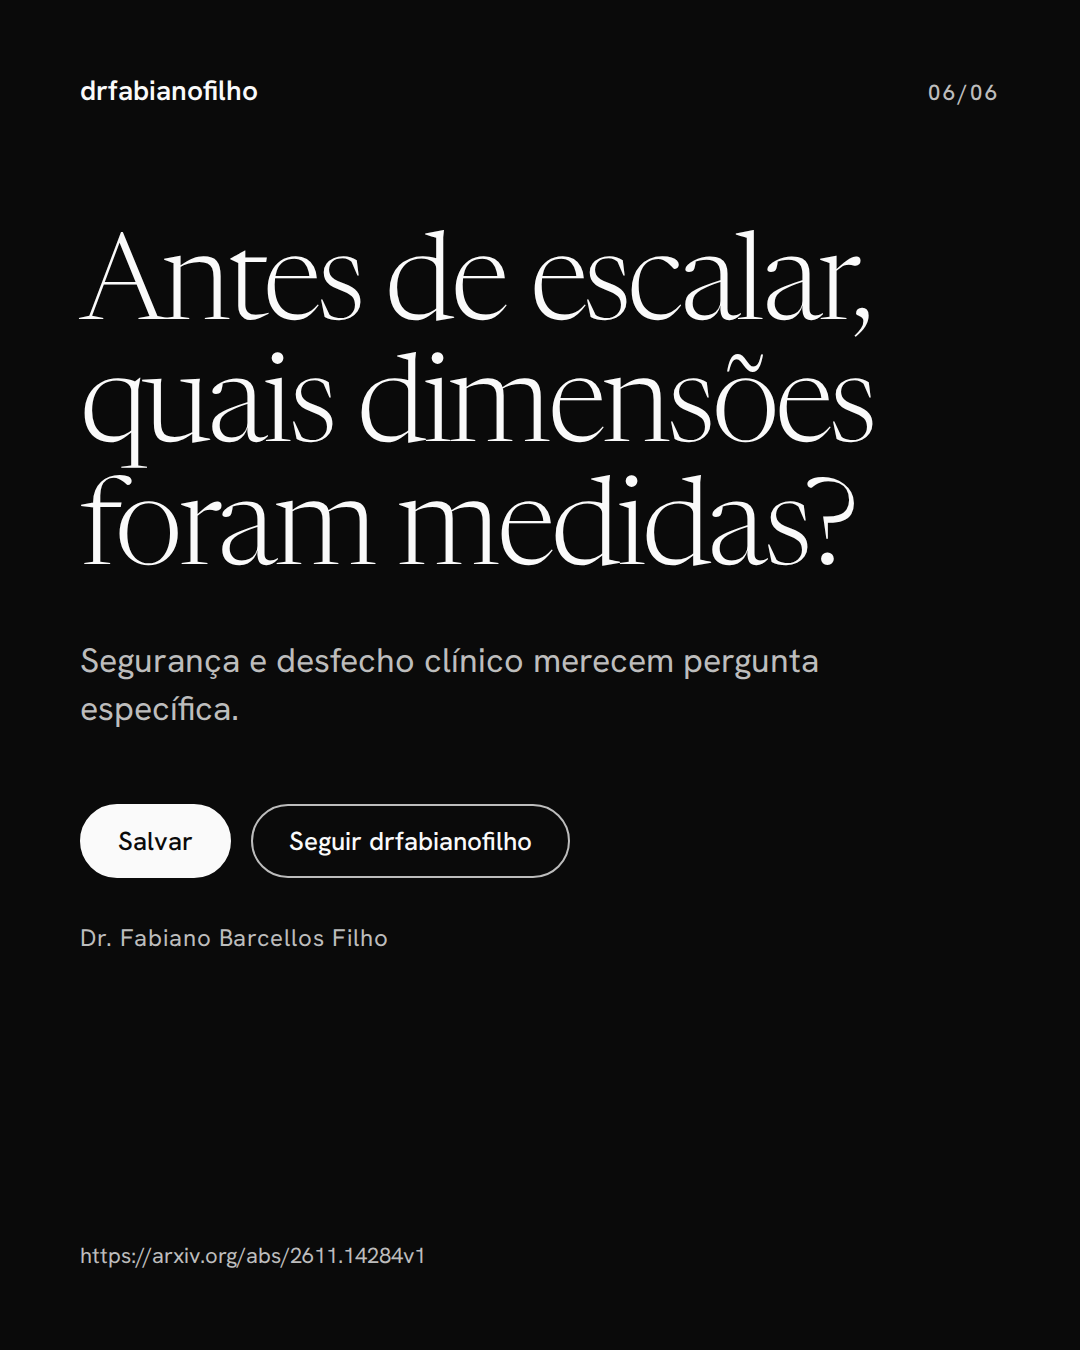 drfabianofilho
06/06
Antes de escalar,
quais dimensões
foram medidas?
Segurança e desfecho clínico merecem pergunta
específica.
Salvar
Seguir drfabianofilho
Dr. Fabiano Barcellos Filho
https://arxiv.org/abs/2611.14284v1